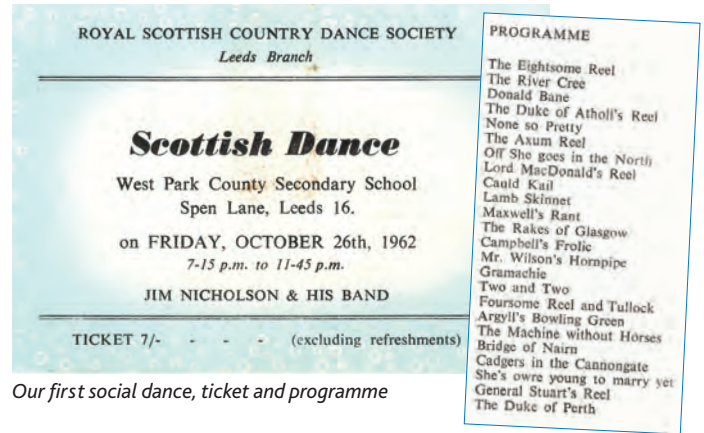 ROYAL SCOTTISH COUNTRY DANCE SOCIETY
Leeds Branch
Scottish Dance
West Park County Secondary School
Spen Lane, Leeds 16.
on FRIDAY, OCTOBER 26th, 1962
7-15 p.m. to 11-45 p.m.
JIM NICHOLSON & HIS BAND
TICKET 7/- - - - (excluding refreshments)
Our first social dance, ticket and programme
PROGRAMME
The Eightsome Reel
The River Cree
Donald Bane
The Duke of Atholl's Reel
None so Pretty
The Axum Reel
Off She goes in the North
Lord MacDonald's Reel
Cauld Kail
Lamb Skinnet
Maxwell's Rant
The Rakes of Glasgow
Campbell's Frolic
Mr. Wilson's Hornpipe
Gramachie
Two and Two
Foursome Reel and Tullock
Argyll's Bowling Green
The Machine without Horses
Bridge of Nairn
Cadgers in the Cannongate
She's owre young to marry yet
General Stuart's Reel
The Duke of Perth